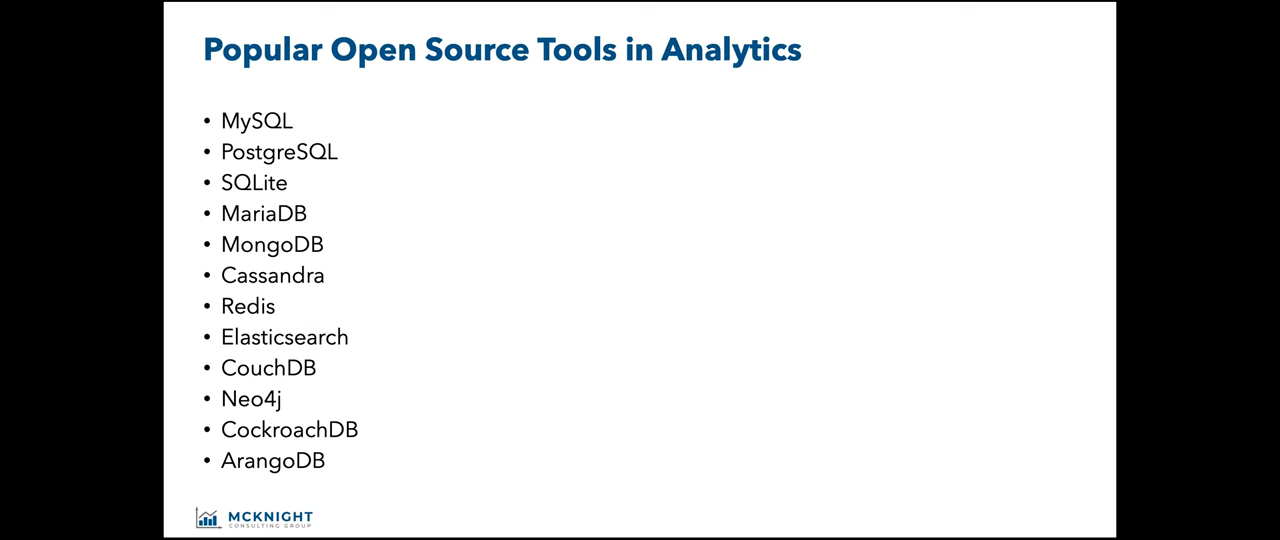 Popular Open Source Tools in Analytics
• MySQL
• PostgreSQL
• SQLite
• MariaDB
• MongoDB
• Cassandra
• Redis
• Elasticsearch
• CouchDB
• Neo4j
• CockroachDB
• ArangoDB
MCKNIGHT
CONSULTING GROUP